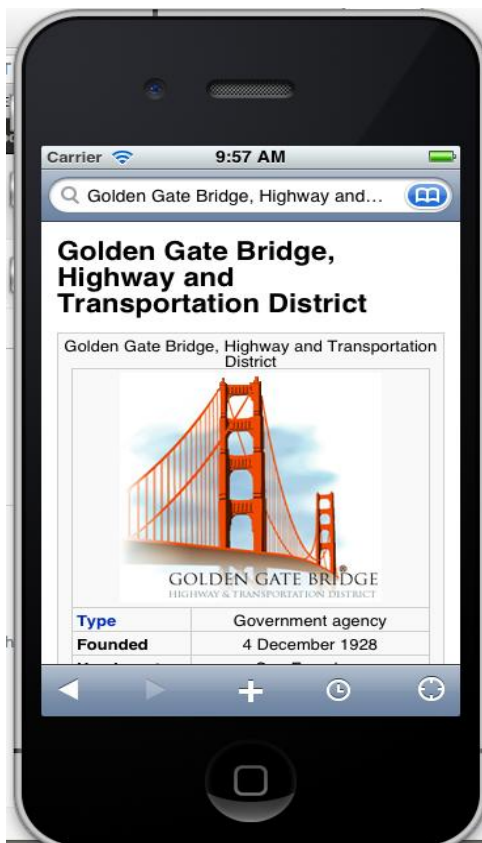 Carrier 9:57 AM
Golden Gate Bridge, Highway and...
Golden Gate Bridge,
Highway and
Transportation District
Golden Gate Bridge, Highway and Transportation
District
GOLDEN GATE BRIDGE
HIGHWAY & TRANSPORTATION DISTRICT
Type Government agency
Founded 4 December 1928